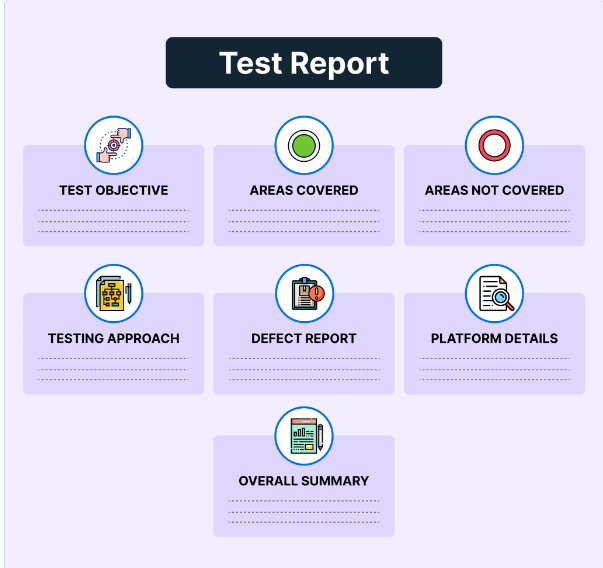 Test Report
TEST OBJECTIVE
AREAS COVERED
AREAS NOT COVERED
TESTING APPROACH
DEFECT REPORT
PLATFORM DETAILS
OVERALL SUMMARY